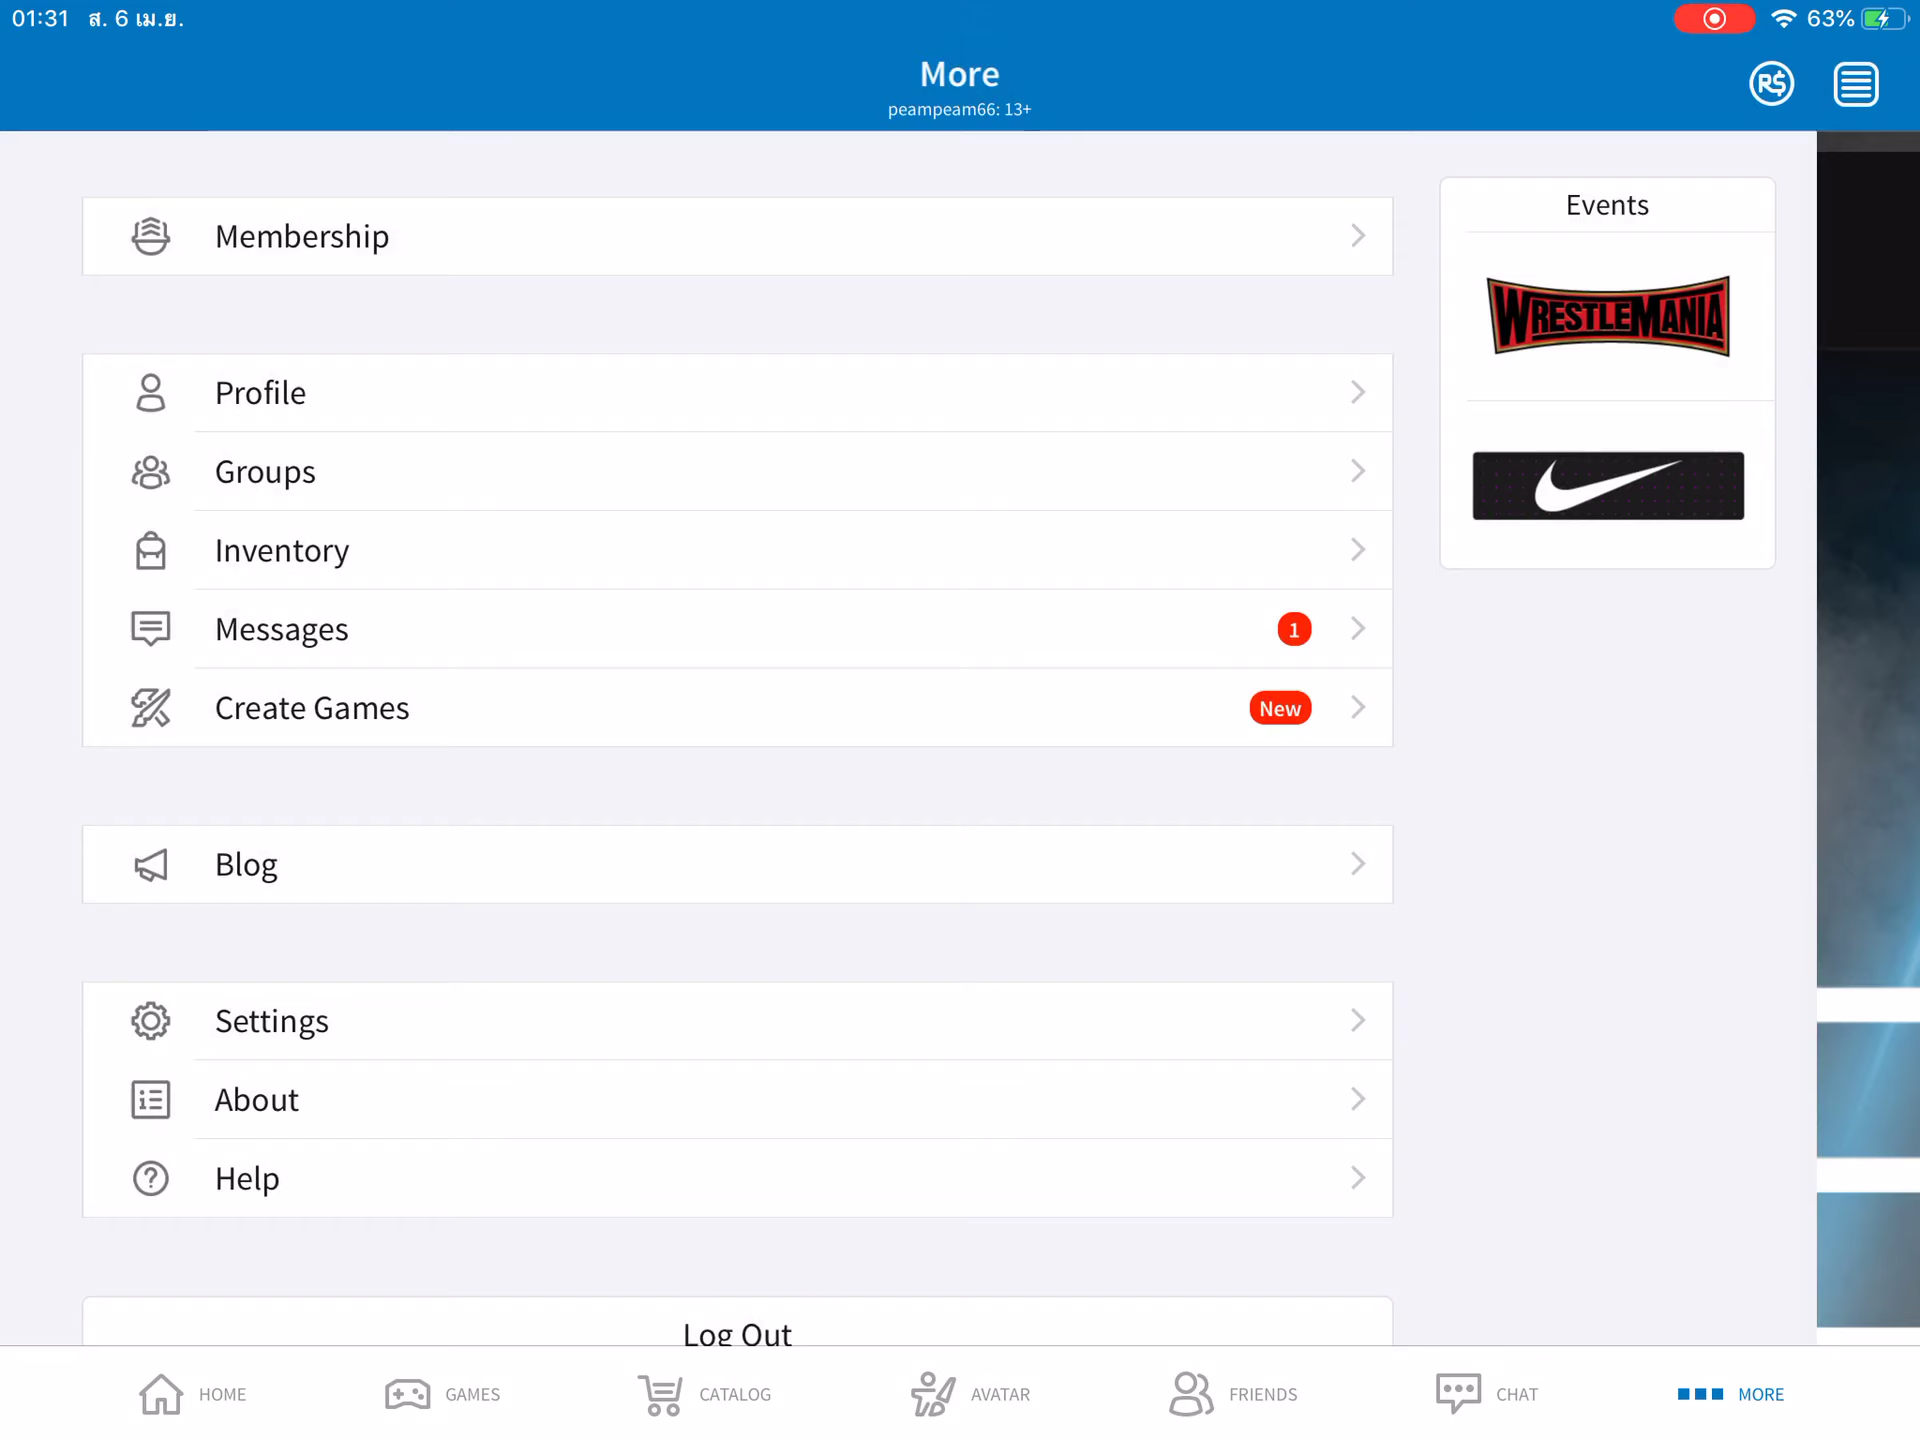 01:31 ส. 6 เม.ย.
63%
More
peampeam66: 13+
R$
Membership
Events
WRESTLEMANIA
Profile
Groups
Inventory
Messages
1
Create Games
New
Blog
Settings
About
Help
Log Out
HOME
GAMES
CATALOG
AVATAR
FRIENDS
CHAT
MORE